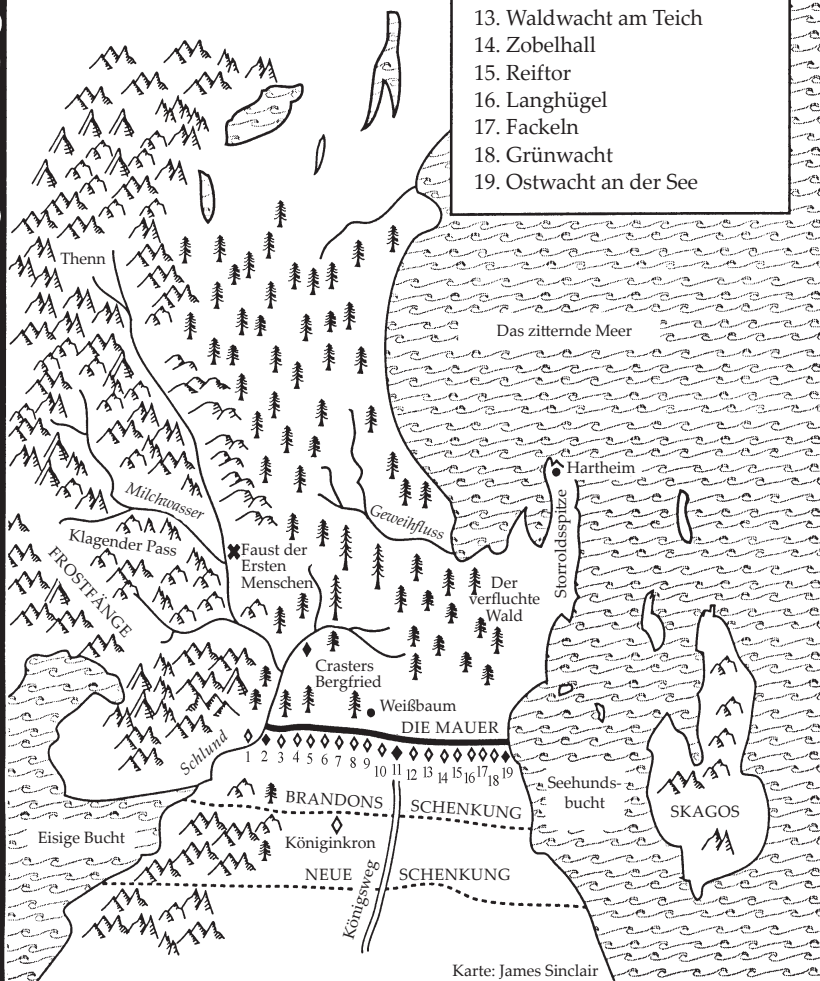 13. Waldwacht am Teich
14. Zobelhall
15. Reiftor
16. Langhügel
17. Fackeln
18. Grünwacht
19. Ostwacht an der See
Thenn
Das zitternde Meer
Hartheim
Storroldsspitze
Milchwasser
Geweihfluss
Klagender Pass
FROSTFÄNGE
Faust der
Ersten
Menschen
Der
verfluchte
Wald
Crasters
Bergfried
Weißbaum
DIE MAUER
Schlund
1 2 3 4 5 6 7 8 9 10 11 12 13 14 15 16 17 18 19
Seehunds-
bucht
SKAGOS
BRANDONS SCHENKUNG
Eisige Bucht
Königinkron
NEUE SCHENKUNG
Königsweg
Karte: James Sinclair